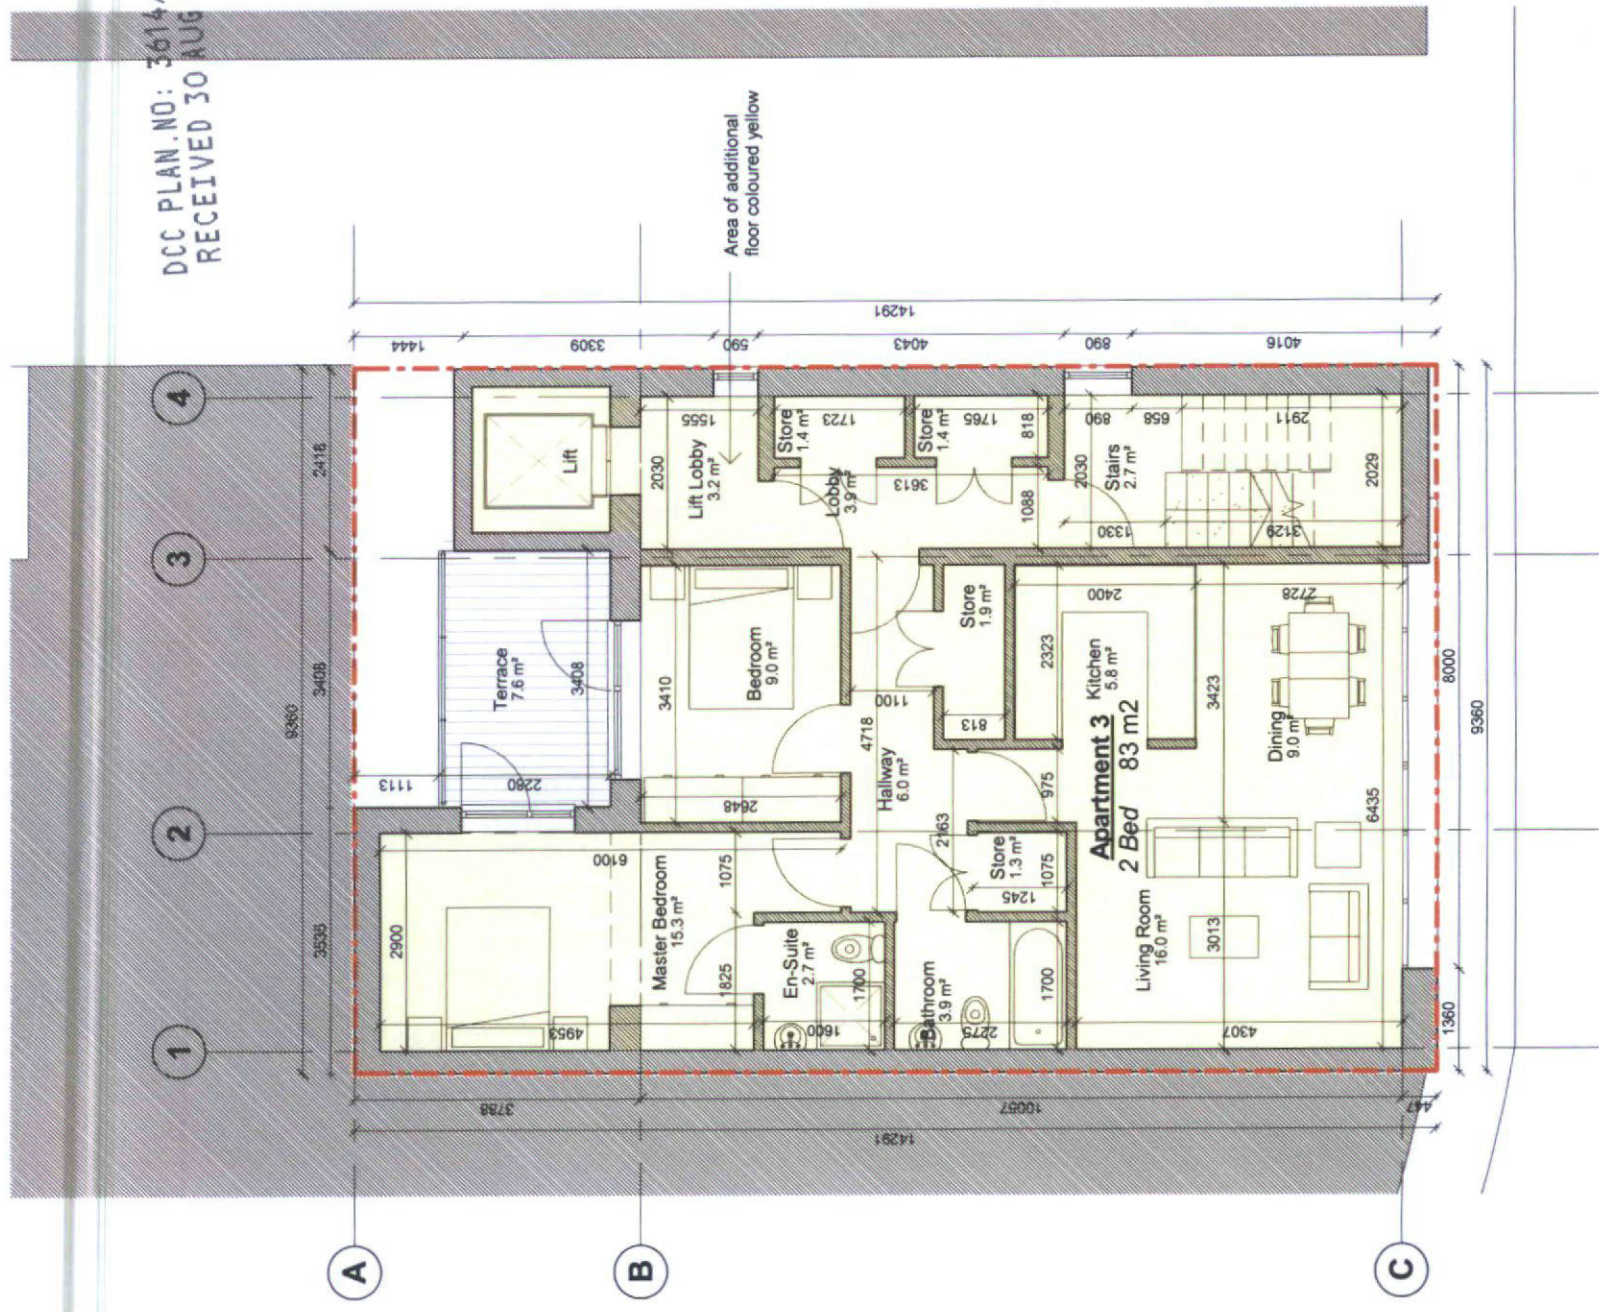 DCC PLAN.NO: 3614/
RECEIVED 30 AUG
4
3
2
1
A
B
C
9360
2416
3408
3535
14291
1444
3309
590
4043
890
4016
Area of additional
floor coloured yellow
Lift
Lift Lobby
3.2 m²
2030
1555
Store
1.4 m²
1723
Store
1.4 m²
1765
818
Lobby
3.9 m²
3613
1088
Stairs
2.7 m²
2030
890
658
2911
1330
3129
2029
Terrace
7.6 m²
3408
1113
2280
Bedroom
9.0 m²
3410
2648
Hallway
6.0 m²
4718
1100
2163
Store
1.9 m²
813
Kitchen
5.8 m²
2323
2400
3423
975
Dining
9.0 m²
2728
6435
Apartment 3
2 Bed 83 m2
Master Bedroom
15.3 m²
2900
6100
1075
4953
1825
En-Suite
2.7 m²
1700
1600
Bathroom
3.9 m²
2275
1700
Store
1.3 m²
1245
1075
Living Room
16.0 m²
3013
4307
8000
1360
9360
3788
10057
447
14291